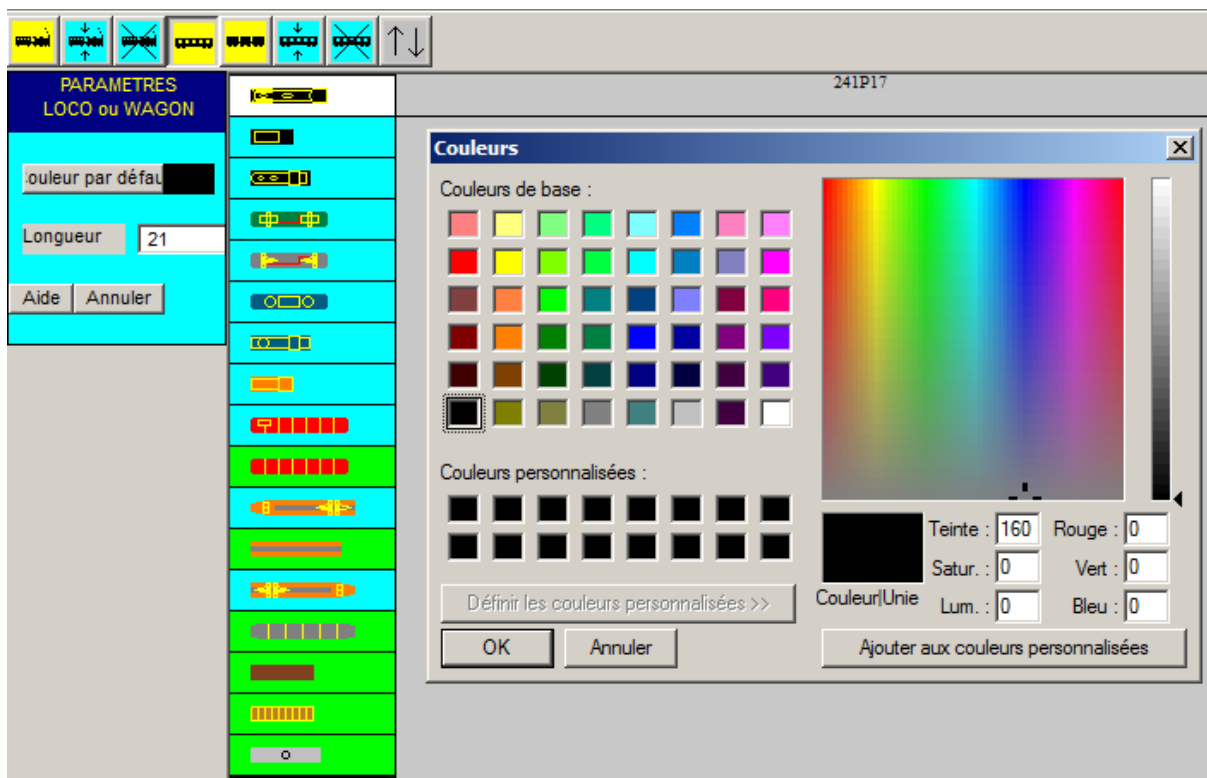 PARAMETRES
LOCO ou WAGON
241P17
ouleur par défau
Longueur
21
Aide
Annuler
Couleurs
Couleurs de base :
Couleurs personnalisées :
Définir les couleurs personnalisées >>
OK
Annuler
Couleur|Unie
Teinte : 160
Rouge : 0
Satur. : 0
Vert : 0
Lum. : 0
Bleu : 0
Ajouter aux couleurs personnalisées